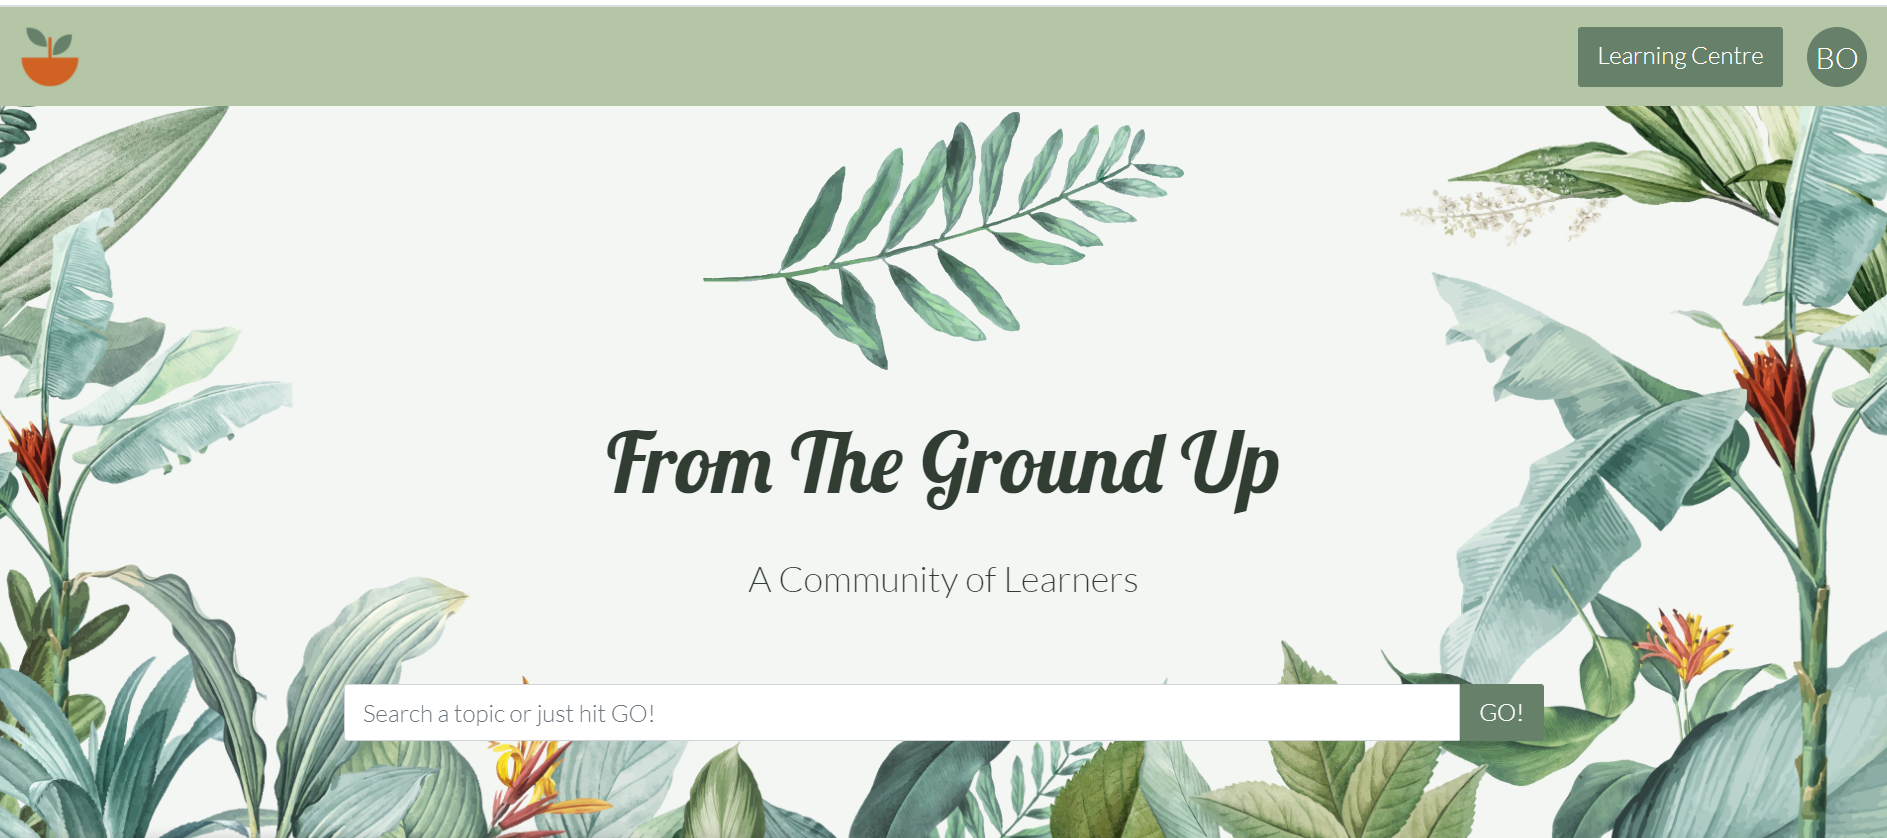 Learning Centre
BO
From The Ground Up
A Community of Learners
Search a topic or just hit GO!
GO!